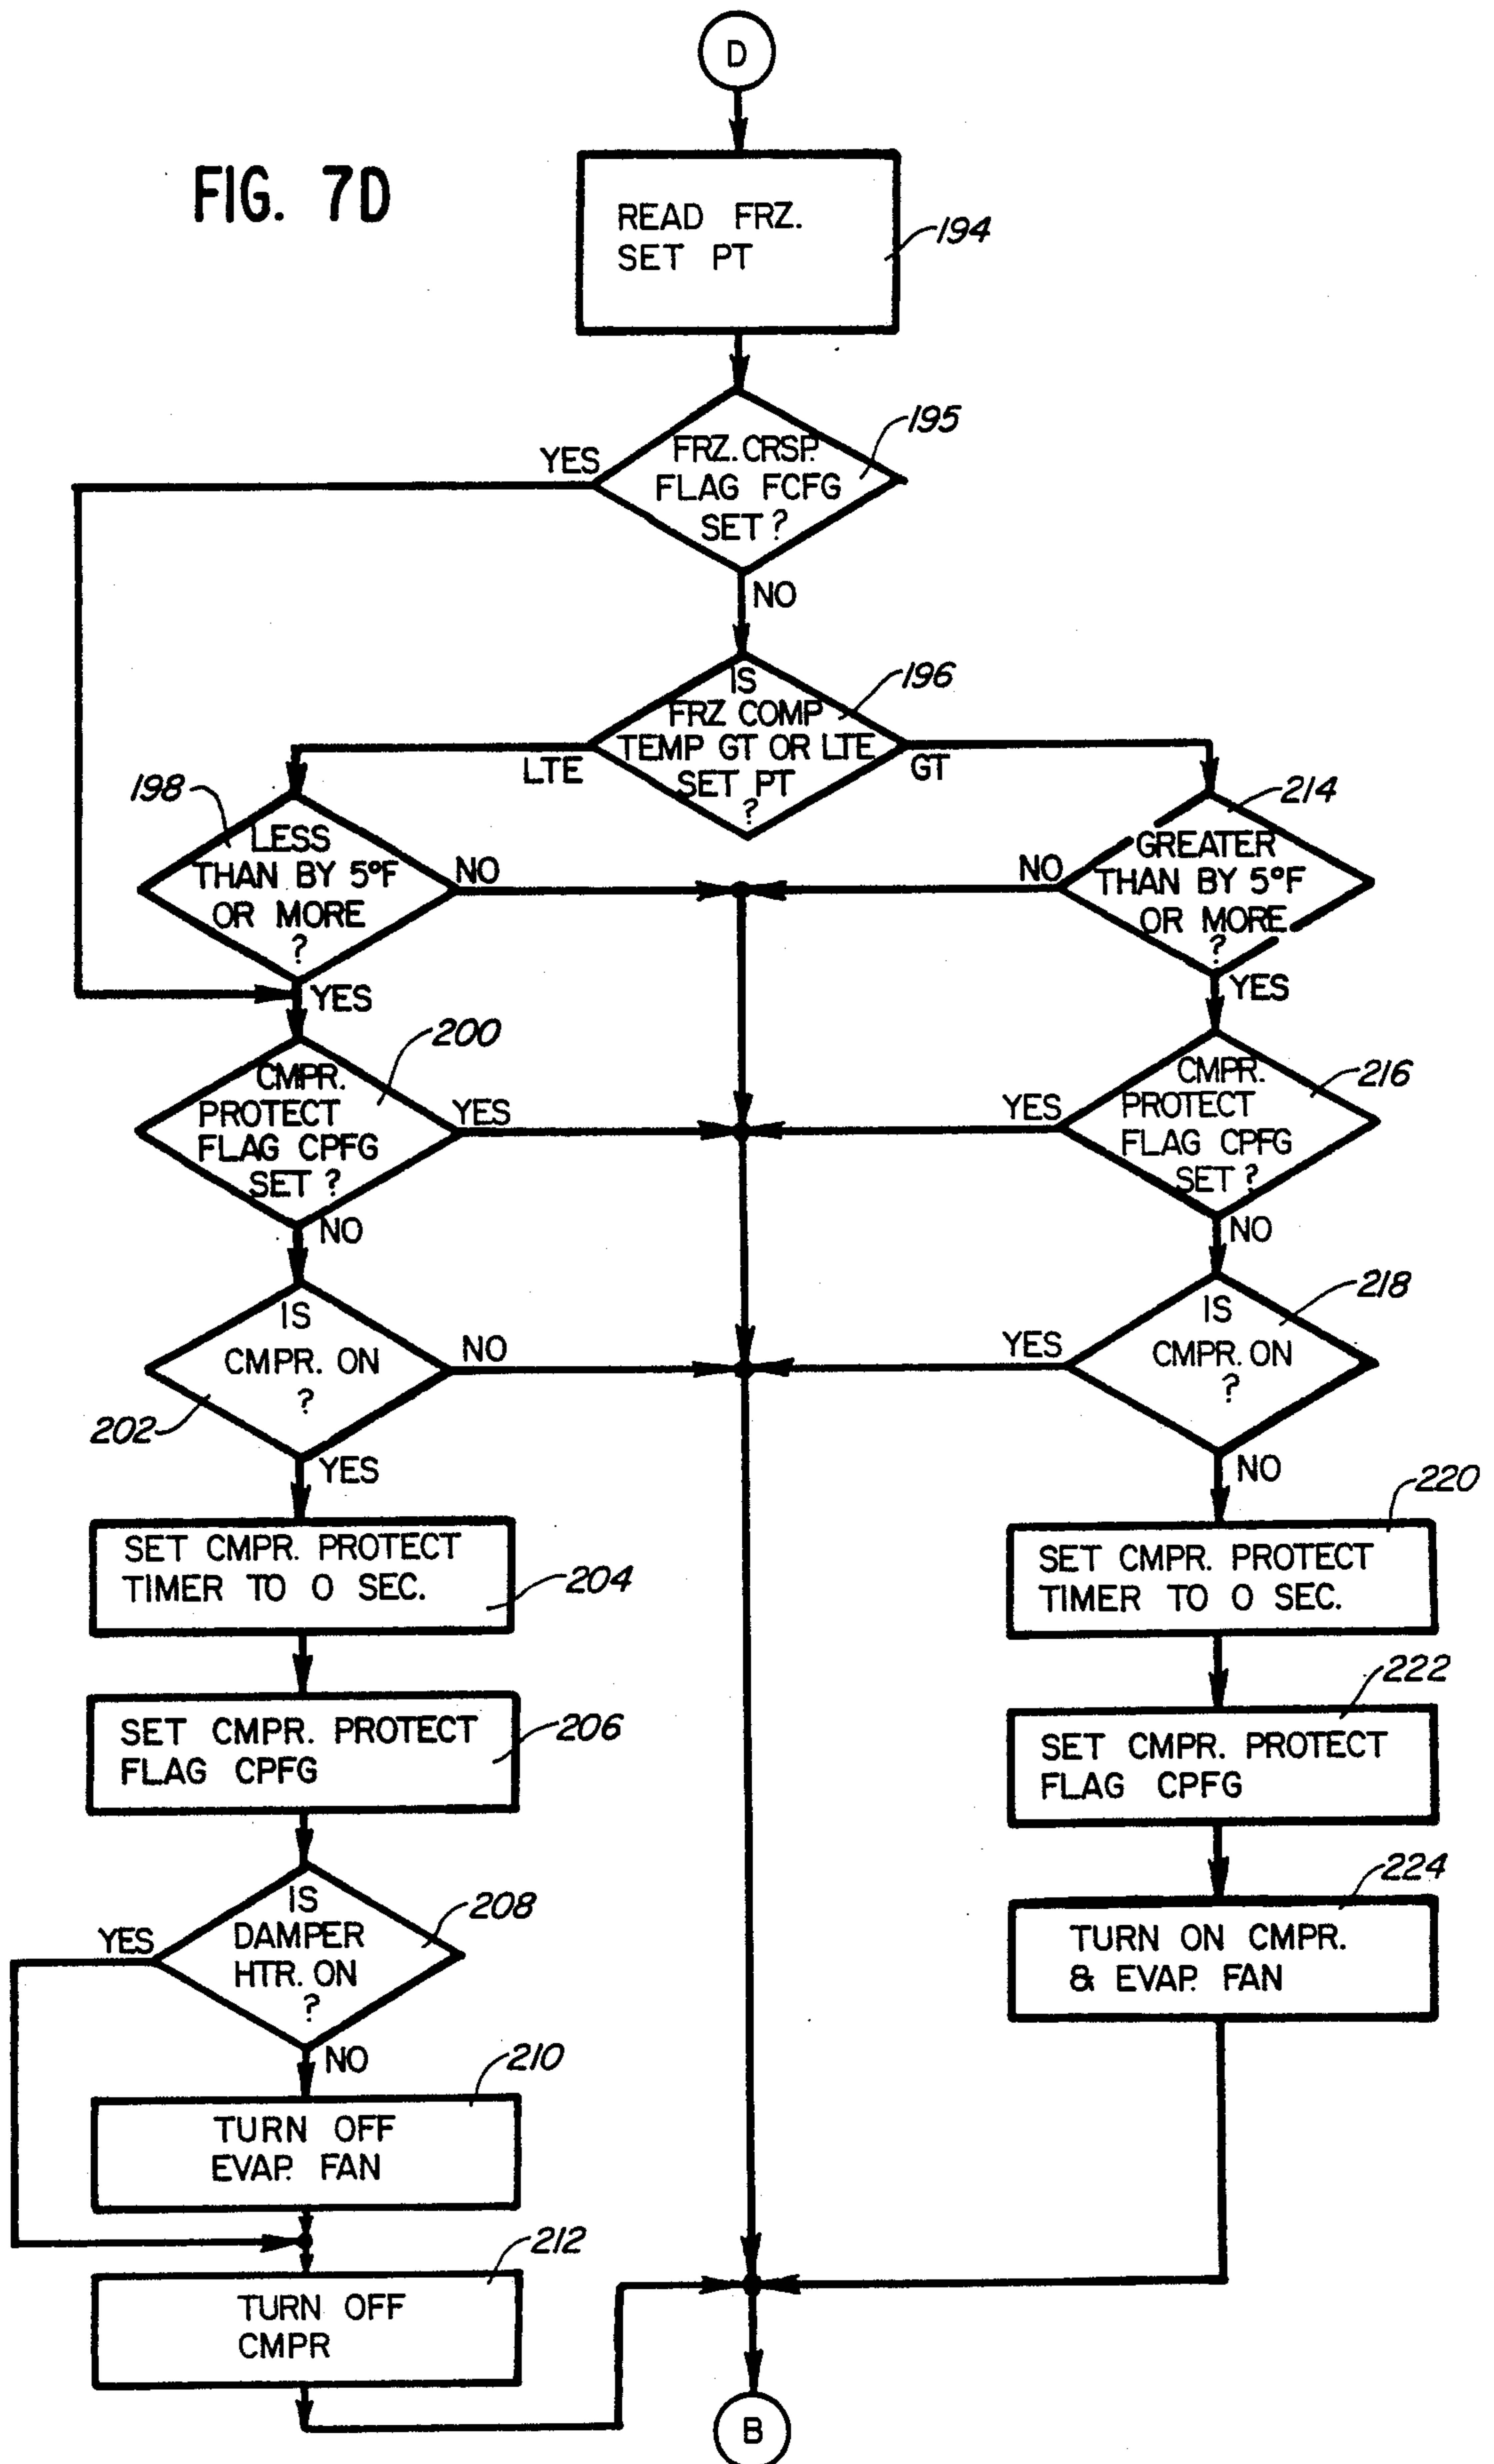 D
FIG. 7D
READ FRZ.
SET PT
194
195
FRZ. CRSP.
FLAG FCFG
SET ?
YES
NO
196
IS
FRZ COMP
TEMP GT OR LTE
SET PT
?
LTE
GT
198
LESS
THAN BY 5°F
OR MORE
?
NO
YES
214
GREATER
THAN BY 5°F
OR MORE
?
NO
YES
200
CMPR.
PROTECT
FLAG CPFG
SET ?
YES
NO
216
CMPR.
PROTECT
FLAG CPFG
SET ?
YES
NO
IS
CMPR. ON
?
202
NO
YES
218
IS
CMPR. ON
?
YES
NO
SET CMPR. PROTECT
TIMER TO 0 SEC.
204
220
SET CMPR. PROTECT
TIMER TO 0 SEC.
SET CMPR. PROTECT
FLAG CPFG
206
222
SET CMPR. PROTECT
FLAG CPFG
IS
DAMPER
HTR. ON
?
208
YES
NO
224
TURN ON CMPR.
& EVAP. FAN
210
TURN OFF
EVAP. FAN
212
TURN OFF
CMPR
B